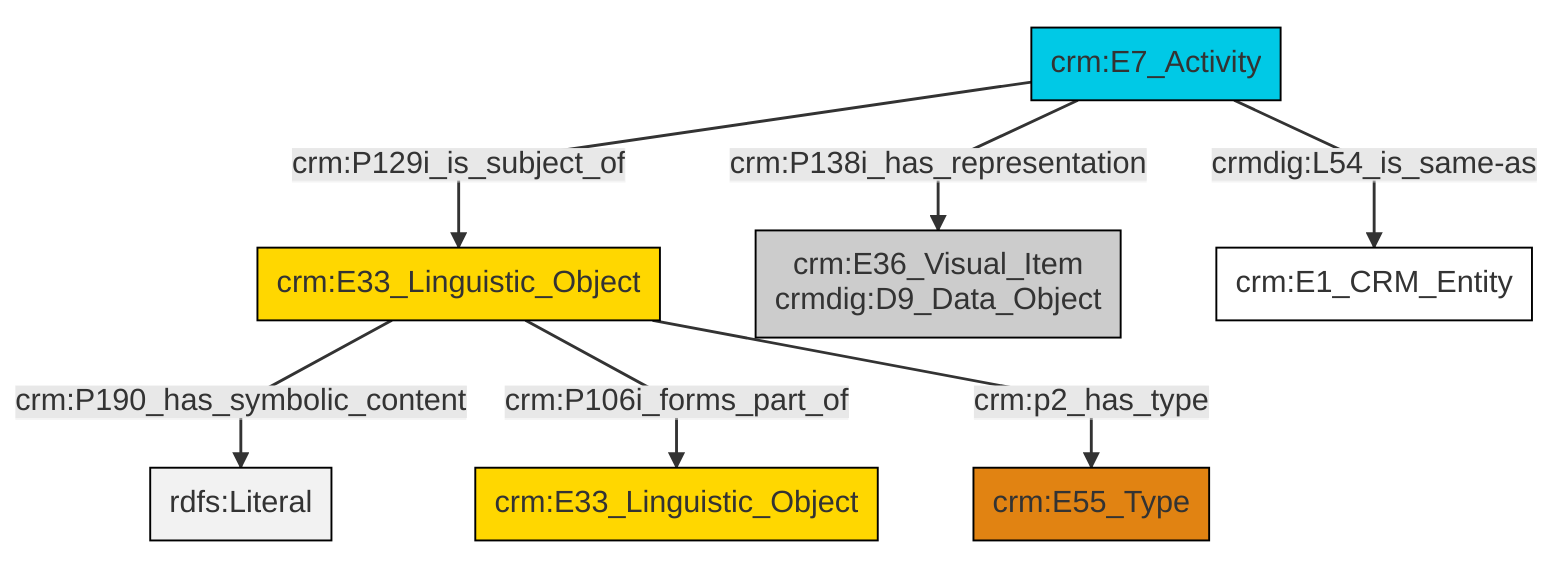 crm:E7_Activity
crm:P129i_is_subject_of
crm:P138i_has_representation
crmdig:L54_is_same-as
crm:E33_Linguistic_Object
crm:E36_Visual_Item
crmdig:D9_Data_Object
crm:E1_CRM_Entity
crm:P190_has_symbolic_content
crm:P106i_forms_part_of
crm:p2_has_type
rdfs:Literal
crm:E33_Linguistic_Object
crm:E55_Type